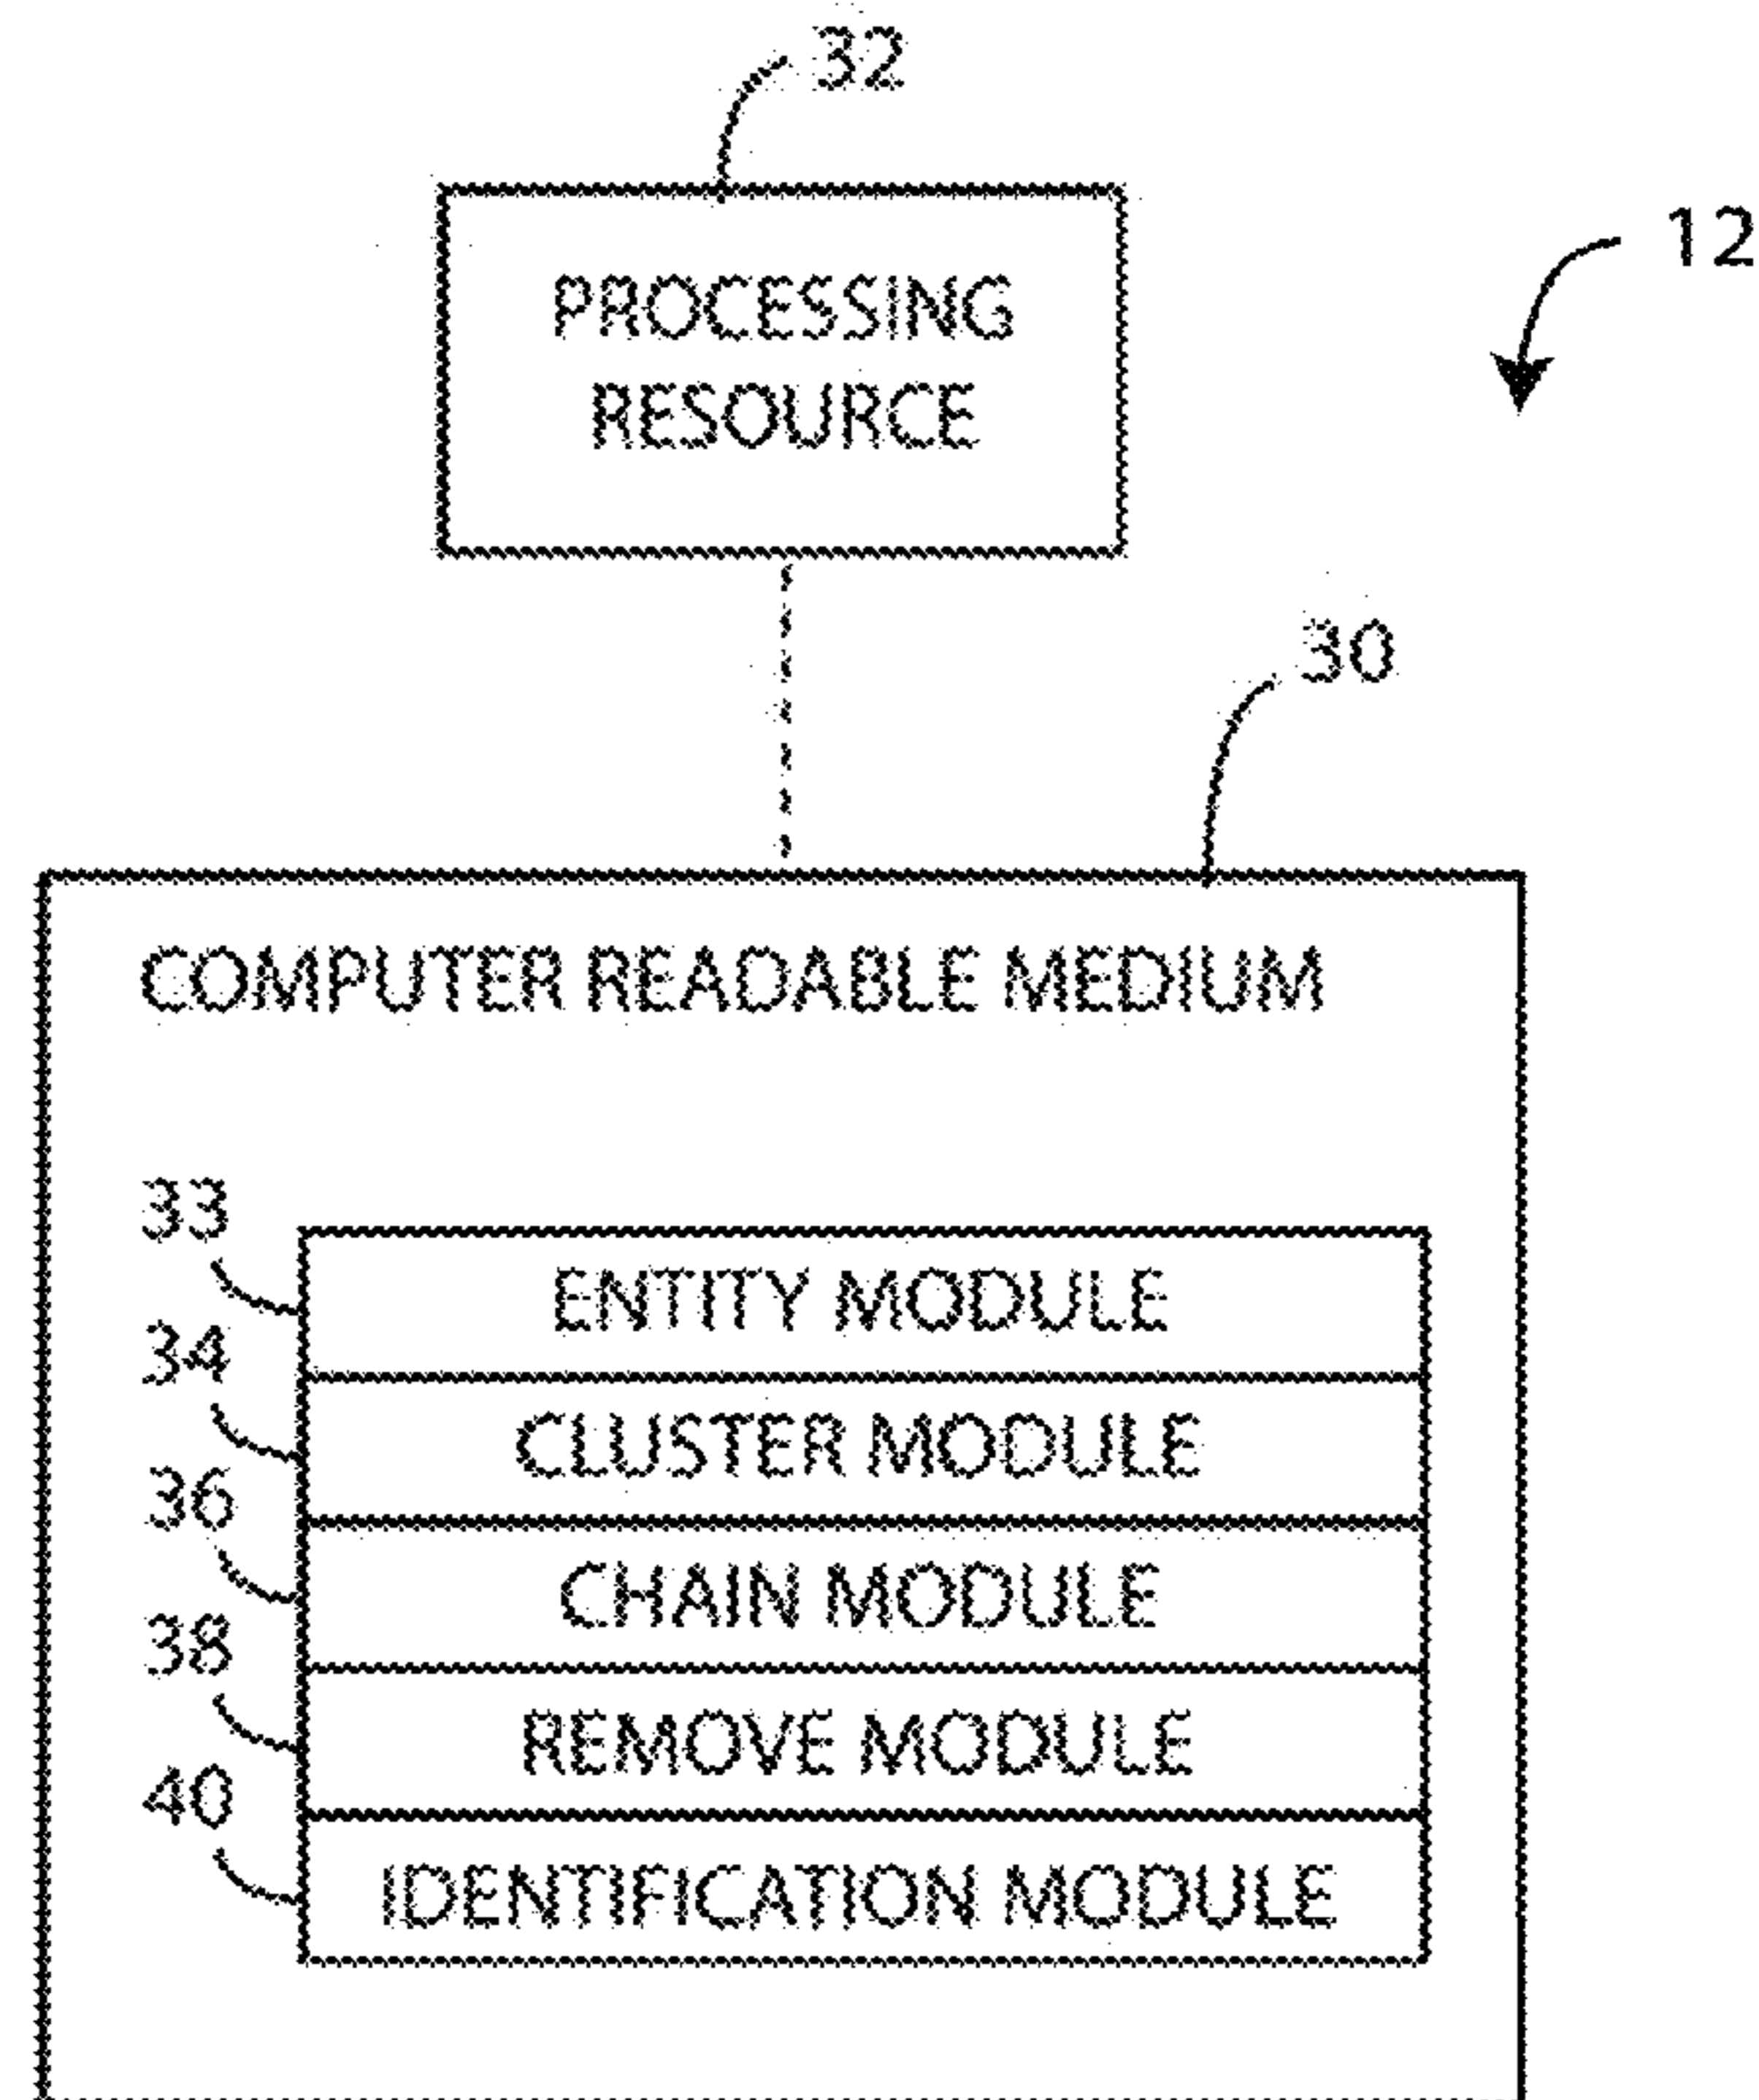 32
12
PROCESSING
RESOURCE
30
COMPUTER READABLE MEDIUM
33
ENTITY MODULE
34
CLUSTER MODULE
36
CHAIN MODULE
38
REMOVE MODULE
40
IDENTIFICATION MODULE